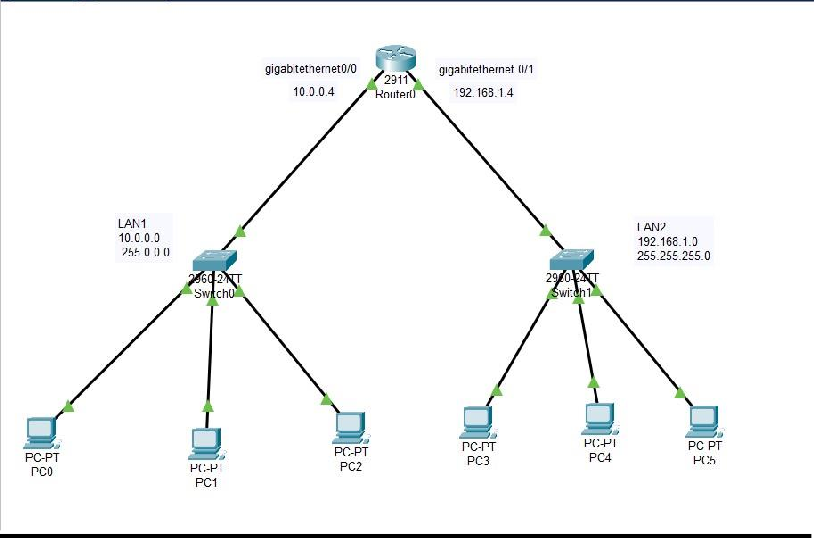 gigabitethernet0/0
10.0.0.4
gigabitethernet 0/1
192.168.1.4
2911
Router0
LAN1
10.0.0.0
255.0.0.0
LAN2
192.168.1.0
255.255.255.0
2960-24TT
Switch0
2960-24TT
Switch1
PC-PT
PC0
PC-PT
PC1
PC-PT
PC2
PC-PT
PC3
PC-PT
PC4
PC-PT
PC5